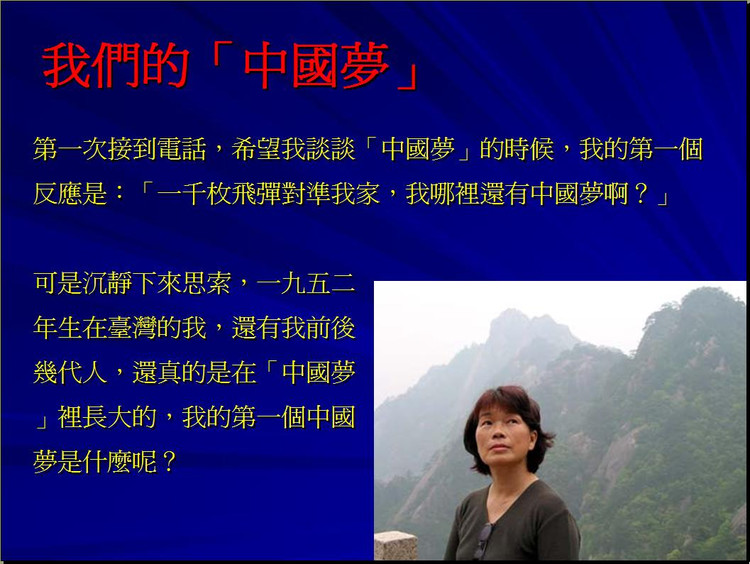 我們的「中國夢」
第一次接到電話，希望我談談「中國夢」的時候，我的第一個
反應是：「一千枚飛彈對準我家，我哪裡還有中國夢啊？」
可是沉靜下來思索，一九五二
年生在臺灣的我，還有我前後
幾代人，還真的是在「中國夢
」裡長大的，我的第一個中國
夢是什麼呢？